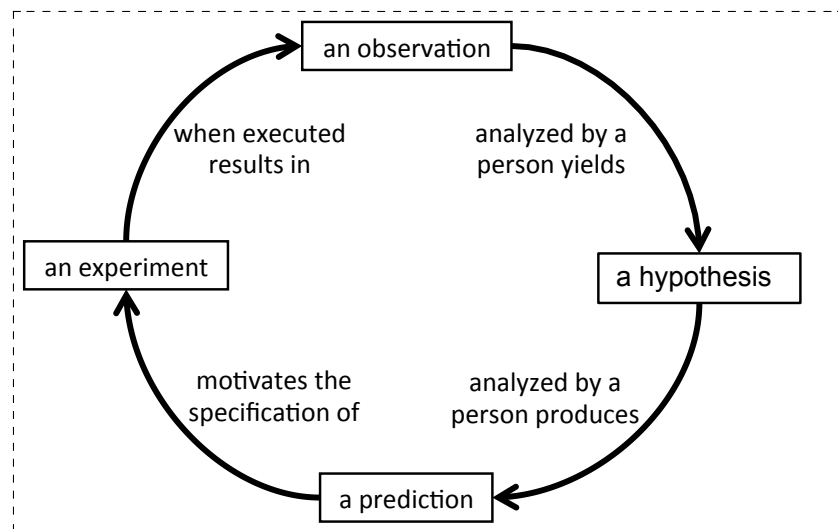 an observation
analyzed by a
person yields
a hypothesis
analyzed by a
person produces
a prediction
motivates the
specification of
an experiment
when executed
results in